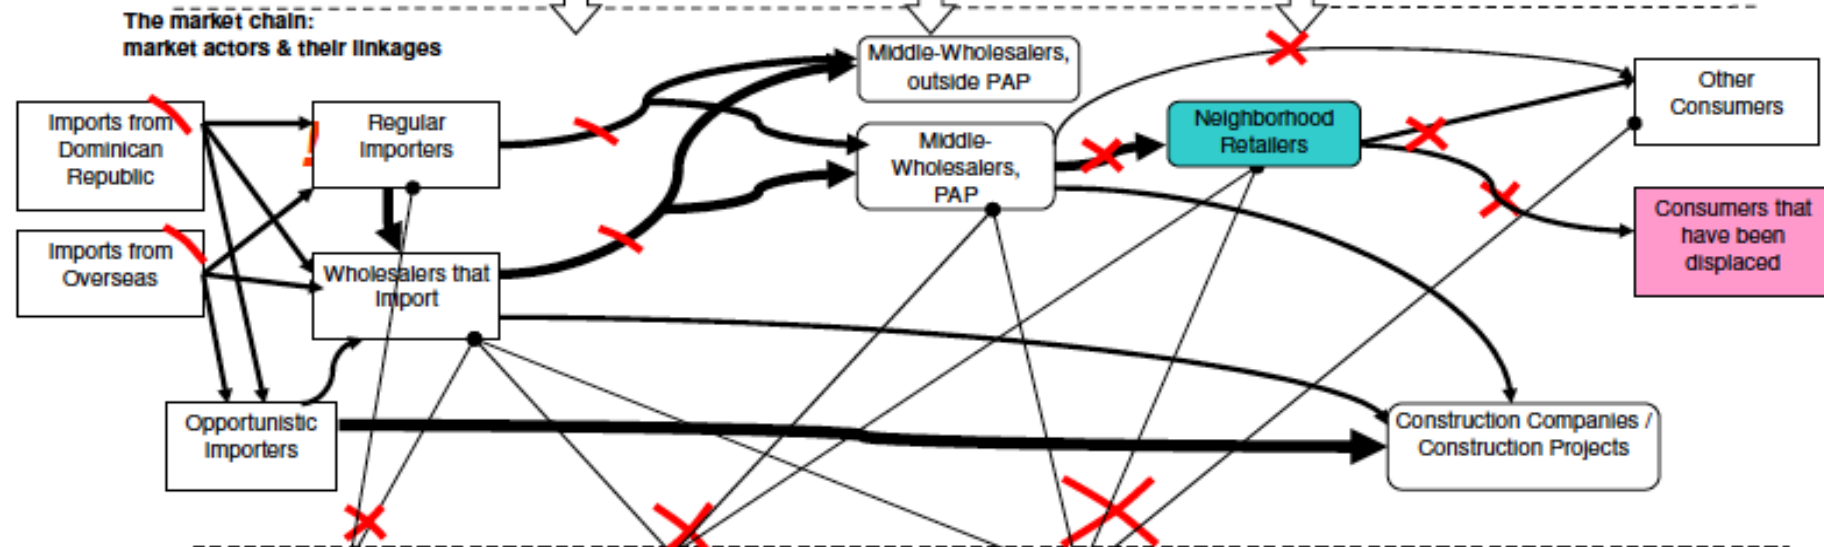 The market chain:
market actors & their linkages
Middle-Wholesalers,
outside PAP
Other
Consumers
Imports from
Dominican
Republic
!
Regular
Importers
Middle-
Wholesalers,
PAP
Neighborhood
Retailers
Consumers that
have been
displaced
Imports from
Overseas
Wholesalers that
Import
Opportunistic
Importers
Construction Companies /
Construction Projects